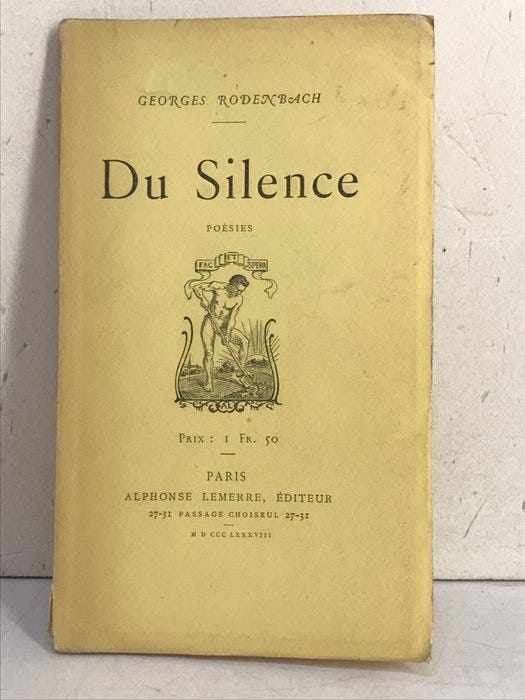 GEORGES RODENBACH
Du Silence
POÉSIES
FAC ET SPERA
AL
PRIX : 1 FR. 50
PARIS
ALPHONSE LEMERRE, ÉDITEUR
27-31 PASSAGE CHOISEUL 27-31
M D CCC LXXXVIII